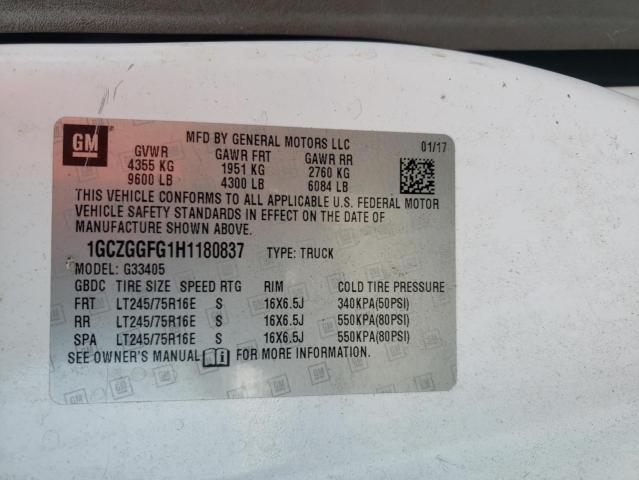 GM
MFD BY GENERAL MOTORS LLC 01/17
GVWR GAWR FRT GAWR RR
4355 KG 1951 KG 2760 KG
9600 LB 4300 LB 6084 LB
THIS VEHICLE CONFORMS TO ALL APPLICABLE U.S. FEDERAL MOTOR
VEHICLE SAFETY STANDARDS IN EFFECT ON THE DATE OF
MANUFACTURE SHOWN ABOVE.
1GCZGGFG1H1180837 TYPE: TRUCK
MODEL: G33405
GBDC TIRE SIZE SPEED RTG RIM COLD TIRE PRESSURE
FRT LT245/75R16E S 16X6.5J 340KPA(50PSI)
RR LT245/75R16E S 16X6.5J 550KPA(80PSI)
SPA LT245/75R16E S 16X6.5J 550KPA(80PSI)
SEE OWNER'S MANUAL FOR MORE INFORMATION.